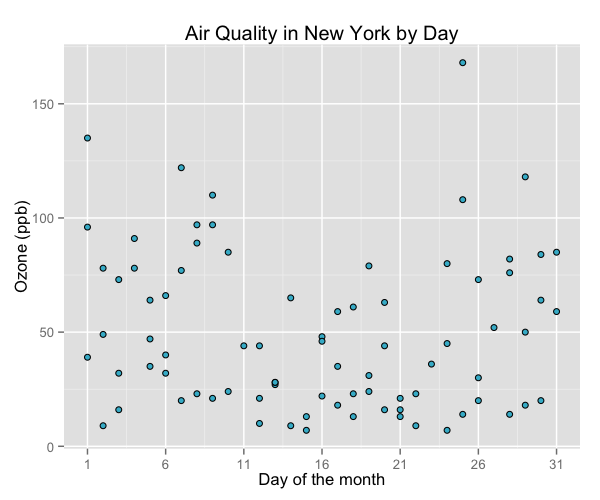 Air Quality in New York by Day
Ozone (ppb)
150
100
50
0
1 6 11 16 21 26 31
Day of the month